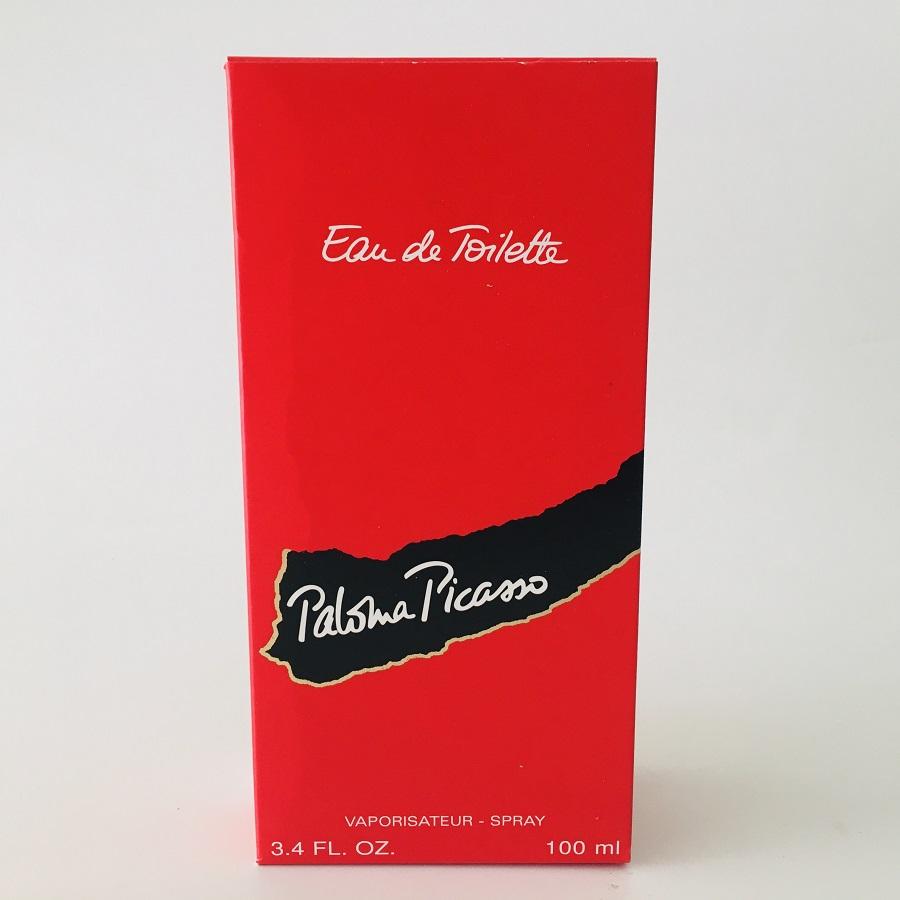 Eau de Toilette
Paloma Picasso
VAPORISATEUR - SPRAY
3.4 FL. OZ. 100 ml